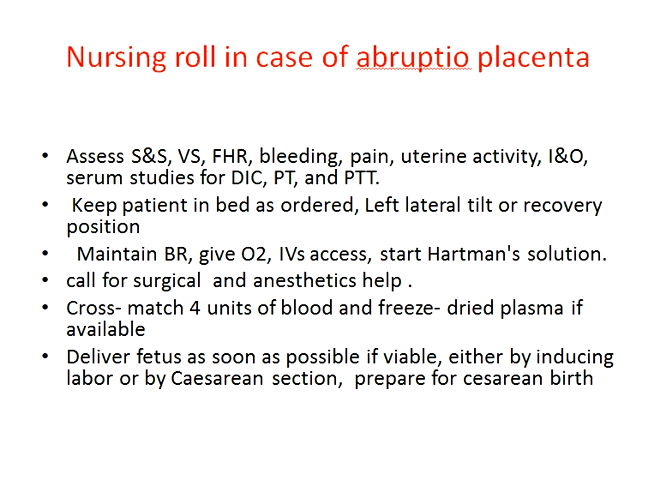 Nursing roll in case of abruptio placenta
• Assess S&S, VS, FHR, bleeding, pain, uterine activity, I&O,
serum studies for DIC, PT, and PTT.
• Keep patient in bed as ordered, Left lateral tilt or recovery
position
• Maintain BR, give O2, IVs access, start Hartman's solution.
• call for surgical and anesthetics help .
• Cross- match 4 units of blood and freeze- dried plasma if
available
• Deliver fetus as soon as possible if viable, either by inducing
labor or by Caesarean section, prepare for cesarean birth